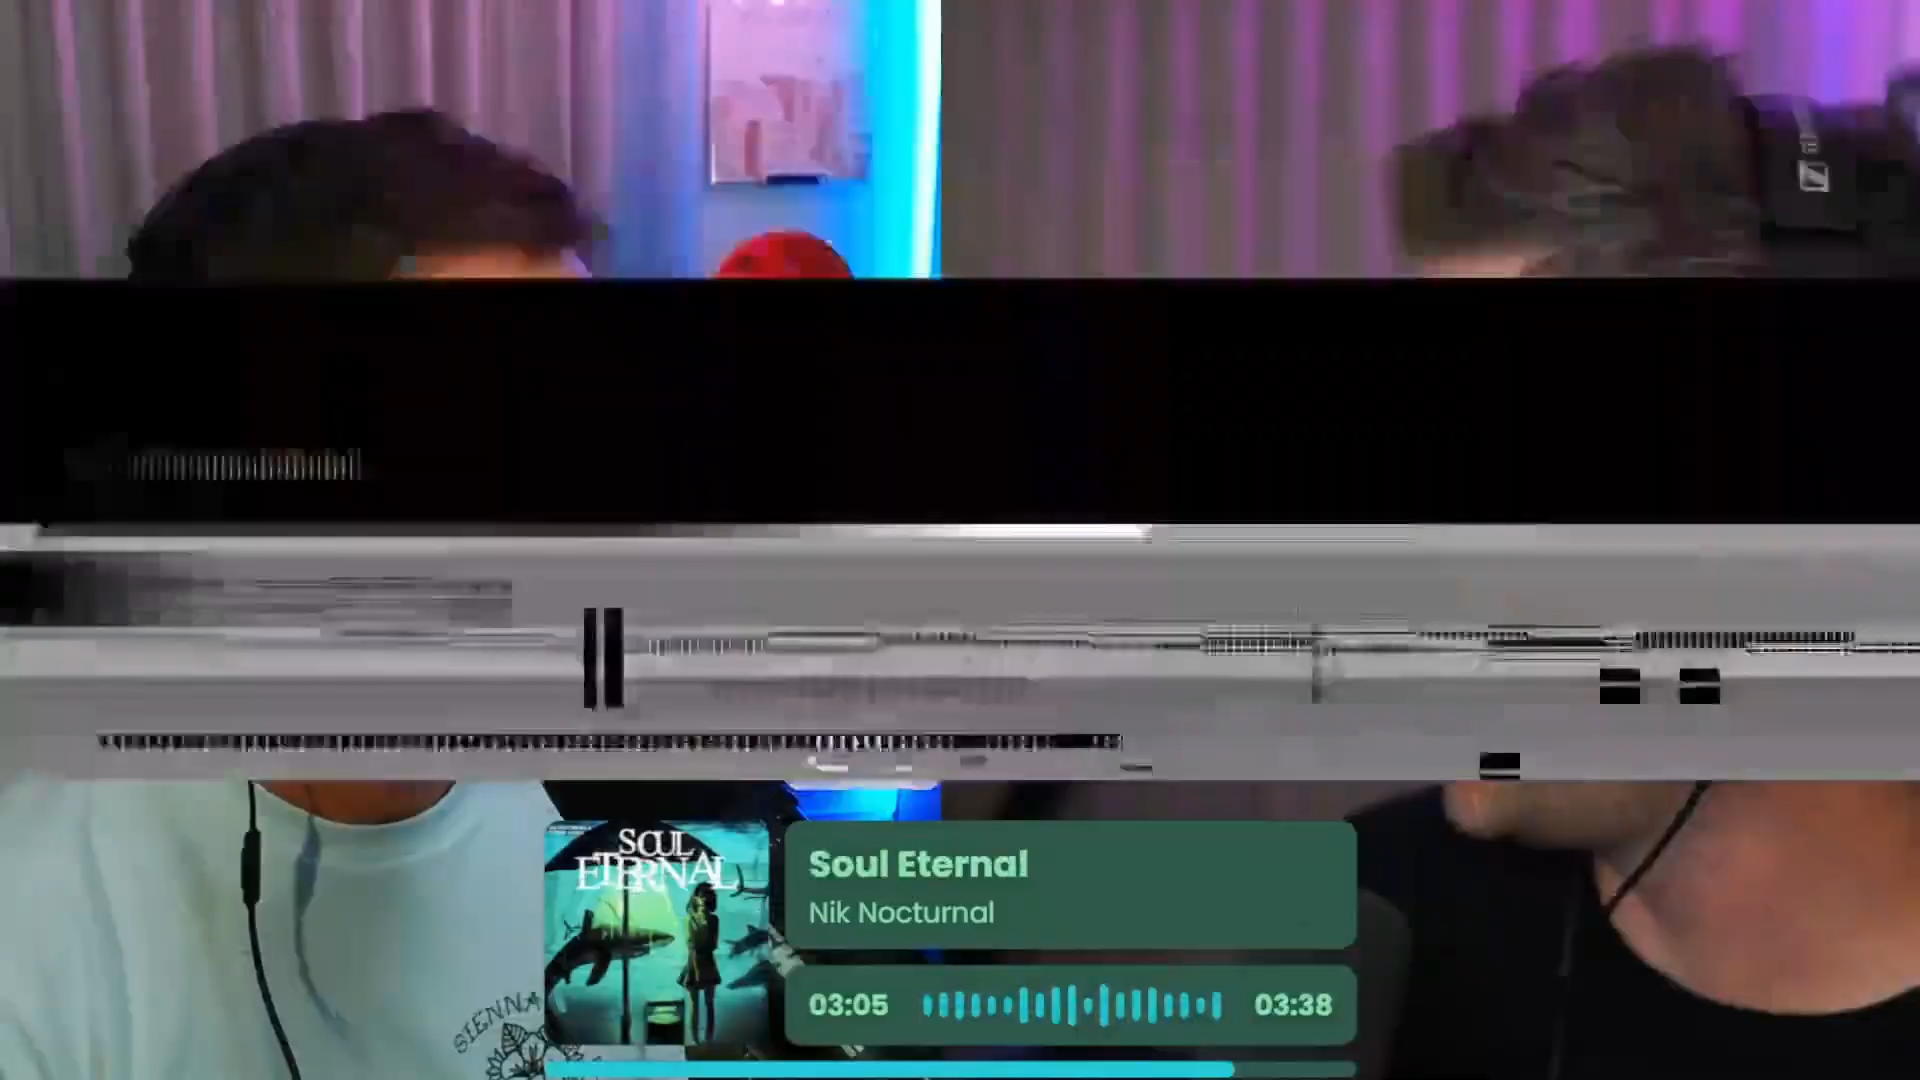 SOUL
ETERNAL
Soul Eternal
Nik Nocturnal
03:05
03:38
SIENNA